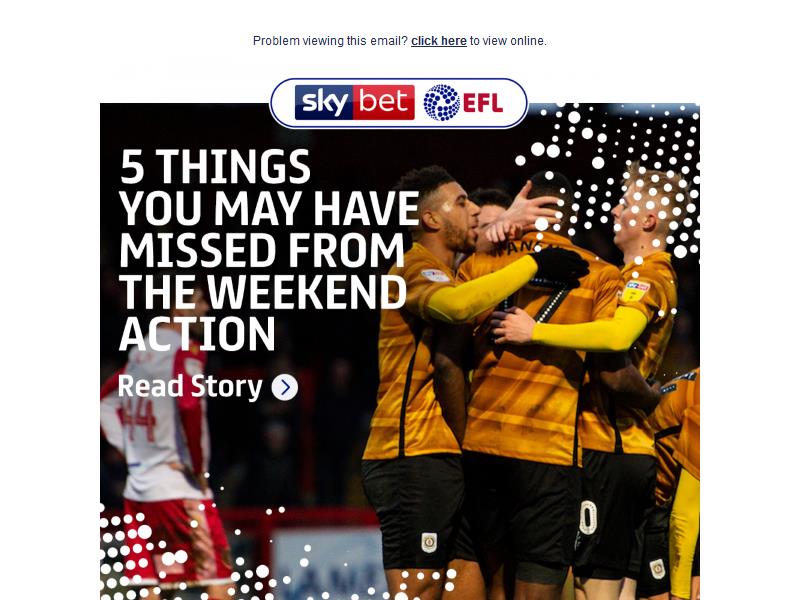 Problem viewing this email? click here to view online.
sky bet EFL
5 THINGS
YOU MAY HAVE
MISSED FROM
THE WEEKEND
ACTION
Read Story